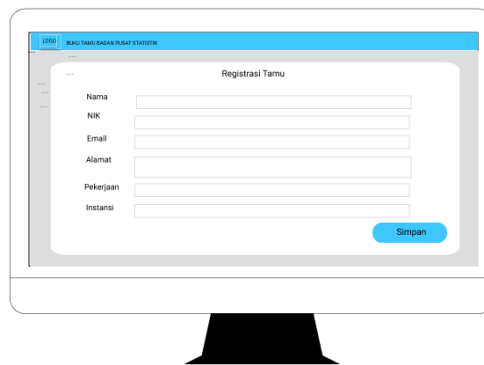 LOGO BUKU TAMU BADAN PUSAT STATISTIK
Registrasi Tamu
Nama
NIK
Email
Alamat
Pekerjaan
Instansi
Simpan